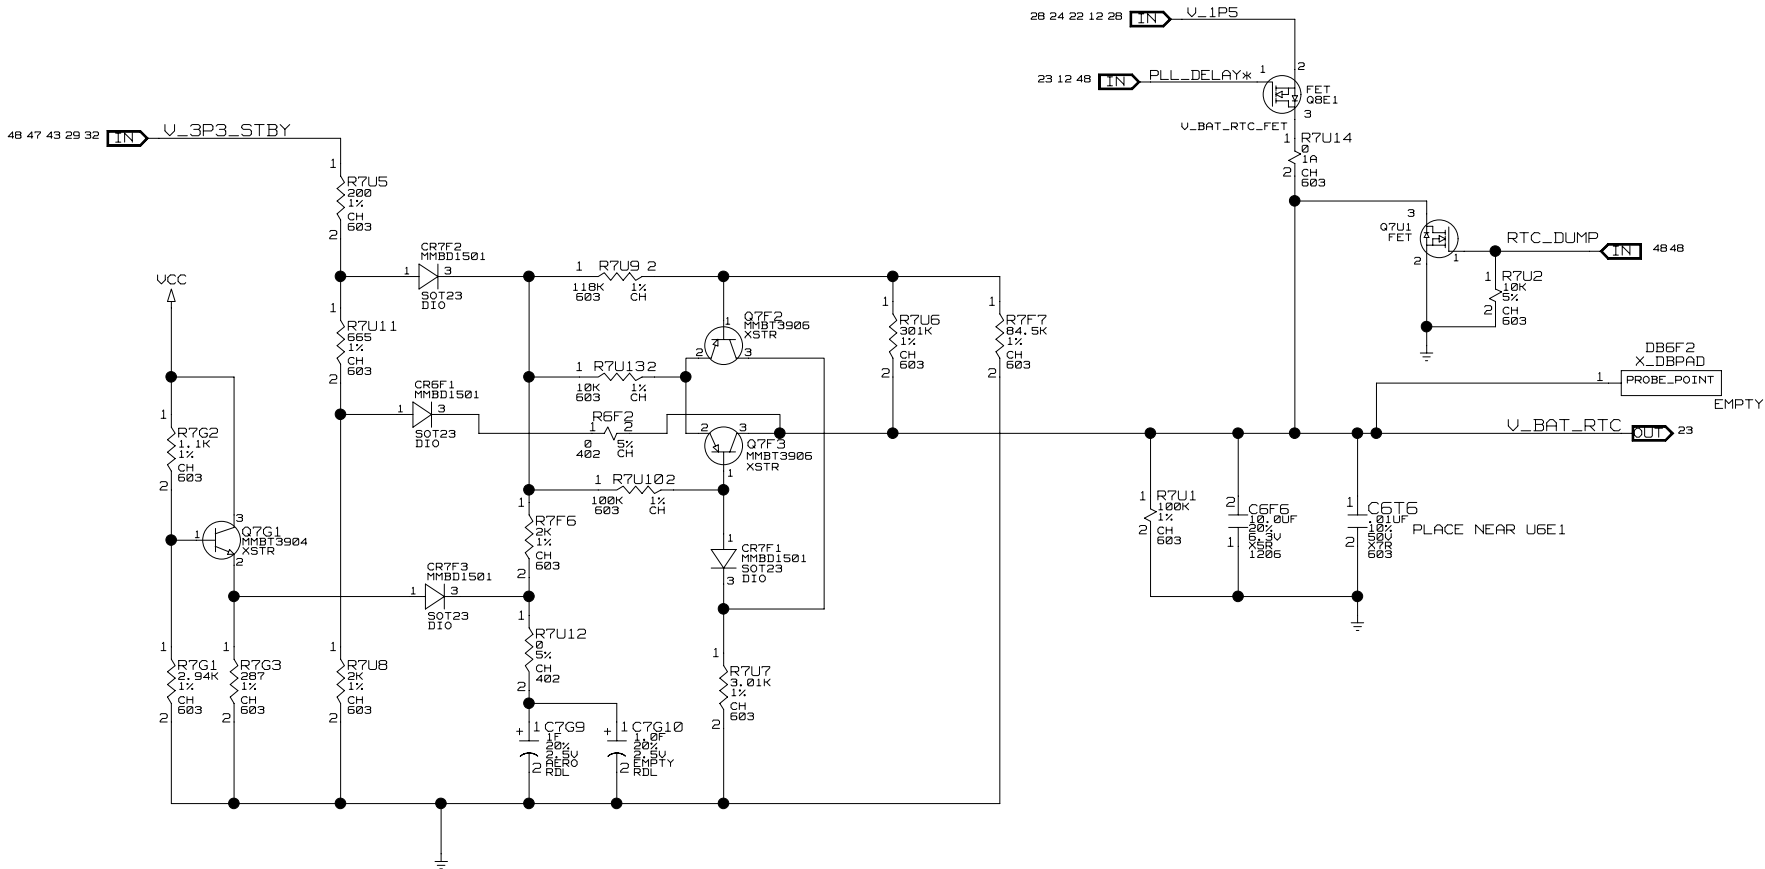 28 24 22 12 28 IN V_1P5
23 12 48 IN PLL_DELAY*
1
2
FET
Q8E1
3
V_BAT_RTC_FET
1 R7U14
0
1A
2 CH
603
48 47 43 29 32 IN V_3P3_STBY
1
R7U5
200
1%
CH
603
2
3
Q7U1
FET
2
1
RTC_DUMP IN 48 48
1 R7U2
10K
5%
2 CH
603
VCC
CR7F2
MMBD1501
1 3
SOT23
DIO
1 R7U9 2
118K 1%
603 CH
1
R7U11
665
1%
CH
603
2
1
Q7F2
MMBT3906
XSTR
2 3
1
R7U6
301K
1%
CH
603
2
1
R7F7
84.5K
1%
CH
603
2
1 R7U13 2
10K 1%
603 CH
CR6F1
MMBD1501
1 3
SOT23
DIO
R6F2
1 2
0 5%
402 CH
2 3
Q7F3
MMBT3906
XSTR
1
DB6F2
X_DBPAD
1 PROBE_POINT
EMPTY
V_BAT_RTC OUT 23
1
R7G2
1.1K
1%
CH
603
2
1 R7U10 2
100K 1%
603 CH
1
R7F6
2K
1%
CH
603
2
3
Q7G1
1 MMBT3904
XSTR
2
1
CR7F1
MMBD1501
SOT23
3 DIO
1 R7U1
100K
1%
2 CH
603
2 C6F6
10.0UF
20%
6.3V
1 X5R
1206
1 C6T6
.01UF
10%
50V
2 X7R
603
PLACE NEAR U6E1
CR7F3
MMBD1501
1 3
SOT23
DIO
1
R7U12
0
5%
CH
2 402
1
R7G1
2.94K
1%
CH
603
2
1
R7G3
287
1%
CH
603
2
1
R7U8
2K
1%
CH
603
2
1
R7U7
3.01K
1%
CH
603
2
+ 1 C7G9
1F
20%
2.5V
AERO
2 RDL
+ 1 C7G10
1.0F
20%
2.5V
EMPTY
2 RDL